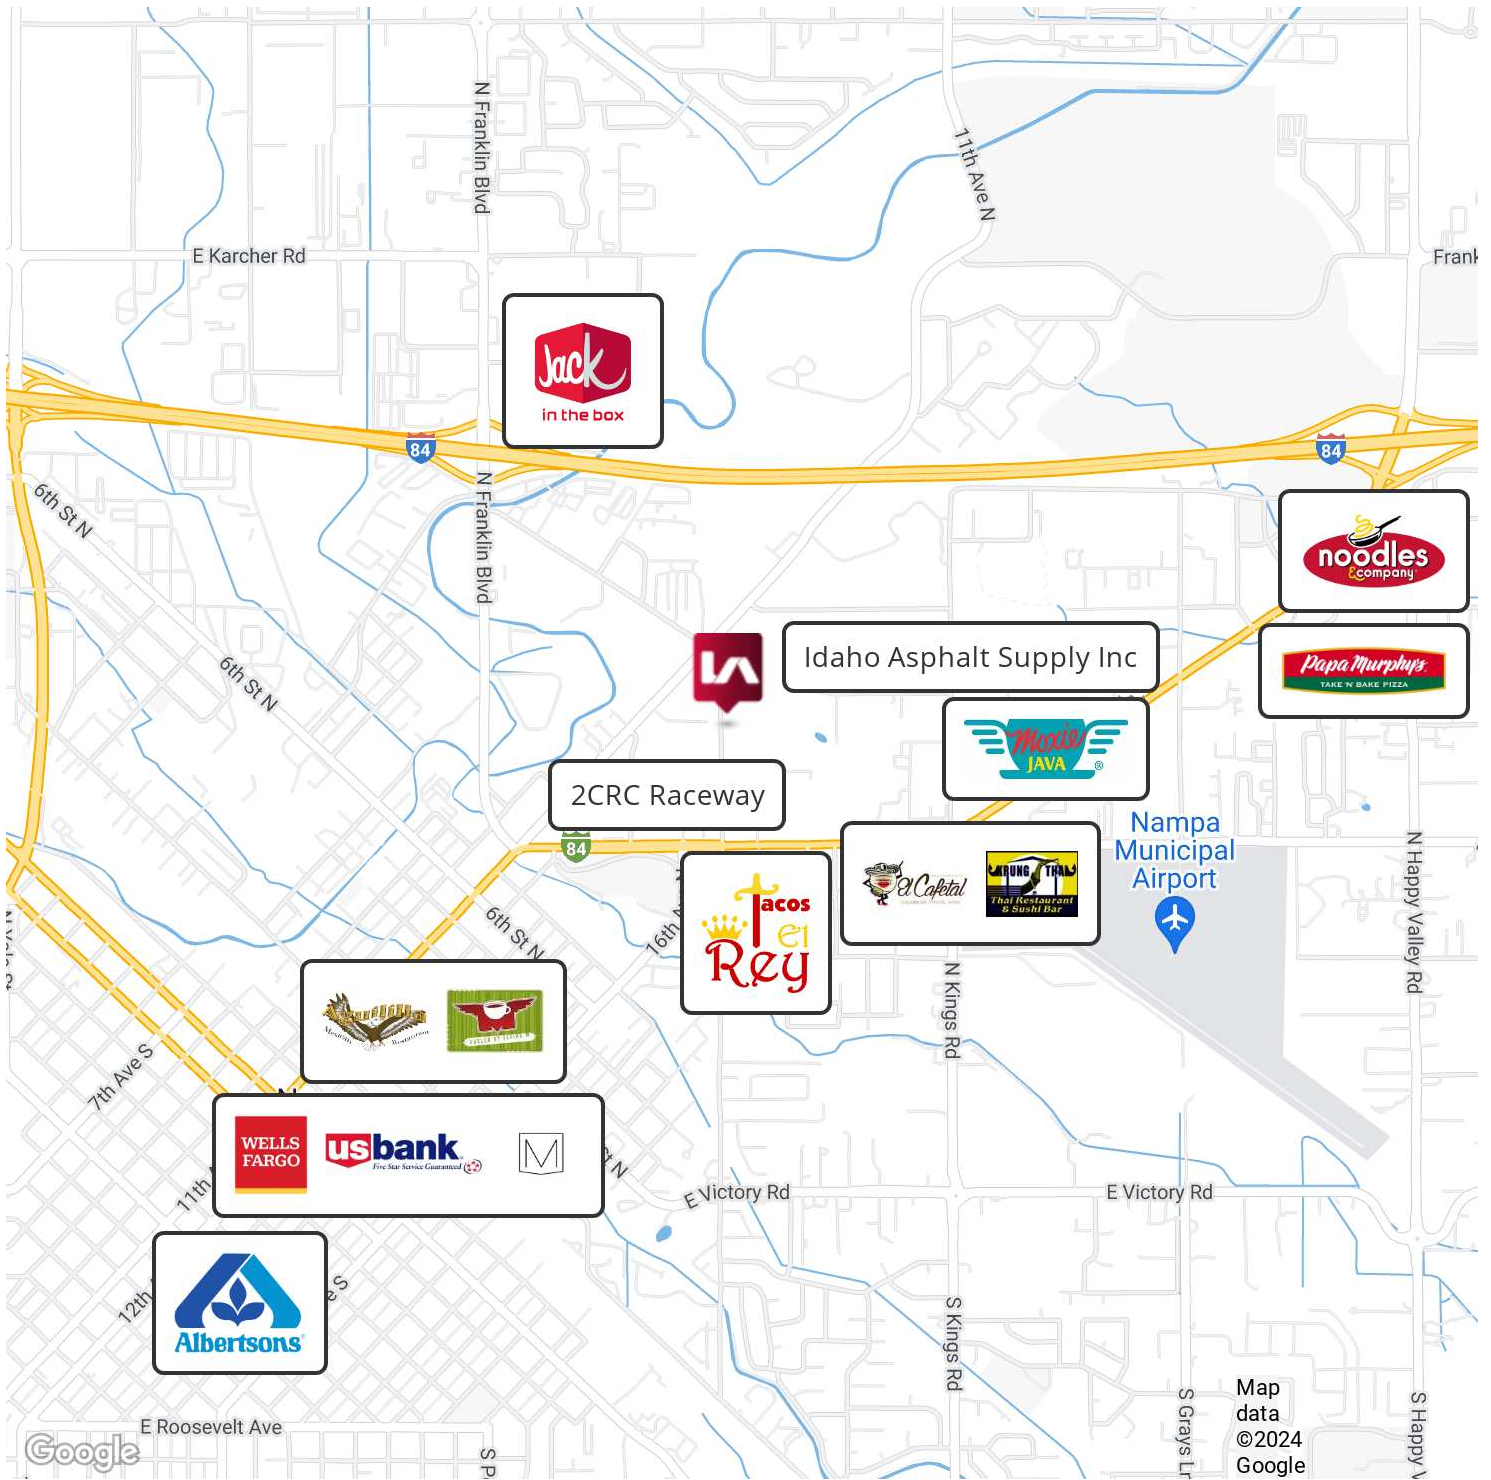 N Franklin Blvd
11th Ave N
E Karcher Rd
Frank
Jack
in the box
84
84
6th St N
N Franklin Blvd
noodles
& company
6th St N
Idaho Asphalt Supply Inc
Papa Murphy's
TAKE 'N' BAKE PIZZA
Moxie
JAVA
®
2CRC Raceway
84
Nampa
Municipal
Airport
N Happy Valley Rd
El Cafetal
KRUNG THAI
Thai Restaurant
& Sushi Bar
Tacos
El
Rey
6th St N
16th
N Kings Rd
Mexican Restaurant
7th Ave S
WELLS
FARGO
usbank
Five Star Service Guaranteed
M
St N
11th
E Victory Rd
E Victory Rd
12th
e S
Albertsons
S Kings Rd
Map
data
©2024
Google
E Roosevelt Ave
Google
S P
S Grays Ln
S Happy